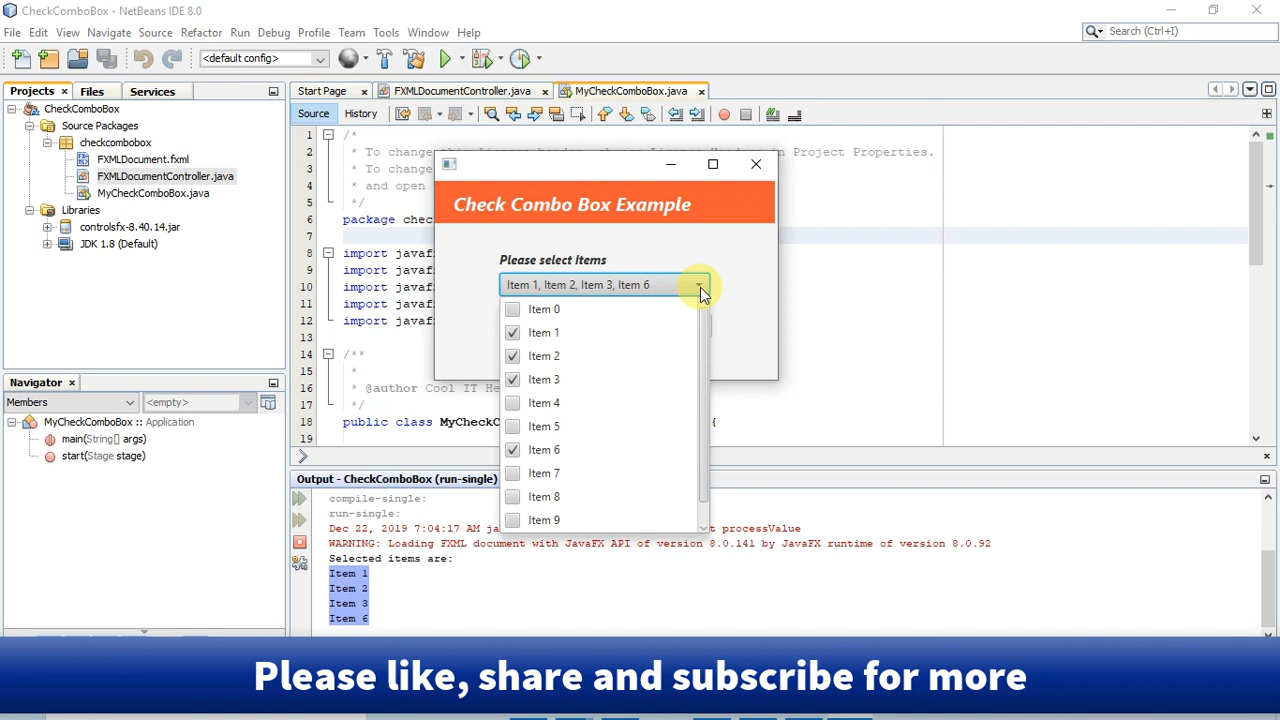 CheckComboBox - NetBeans IDE 8.0
File Edit View Navigate Source Refactor Run Debug Profile Team Tools Window Help
Search (Ctrl+I)
<default config>
Projects Files Services
Start Page FXMLDocumentController.java MyCheckComboBox.java
CheckComboBox
Source Packages
checkcombobox
FXMLDocument.fxml
FXMLDocumentController.java
MyCheckComboBox.java
Libraries
controlsfx-8.40.14.jar
JDK 1.8 (Default)
Navigator
Members <empty>
MyCheckComboBox :: Application
main(String[] args)
start(Stage stage)
Source History
1 /*
2 * To change this license header, choose License Headers in Project Properties.
3 * To change
4 * and open
5 */
6 package chec
7
8 import javaf
9 import javaf
10 import javaf
11 import javaf
12 import javaf
13
14 /**
15 *
16 * @author Cool IT He
17 */
18 public class MyCheckC {
19
Check Combo Box Example
Please select Items
Item 1, Item 2, Item 3, Item 6
Item 0
Item 1
Item 2
Item 3
Item 4
Item 5
Item 6
Item 7
Item 8
Item 9
Output - CheckComboBox (run-single)
compile-single:
run-single:
Dec 22, 2019 7:04:17 AM ja t processValue
WARNING: Loading FXML document with JavaFX API of version 8.0.141 by JavaFX runtime of version 8.0.92
Selected items are:
Item 1
Item 2
Item 3
Item 6
Please like, share and subscribe for more